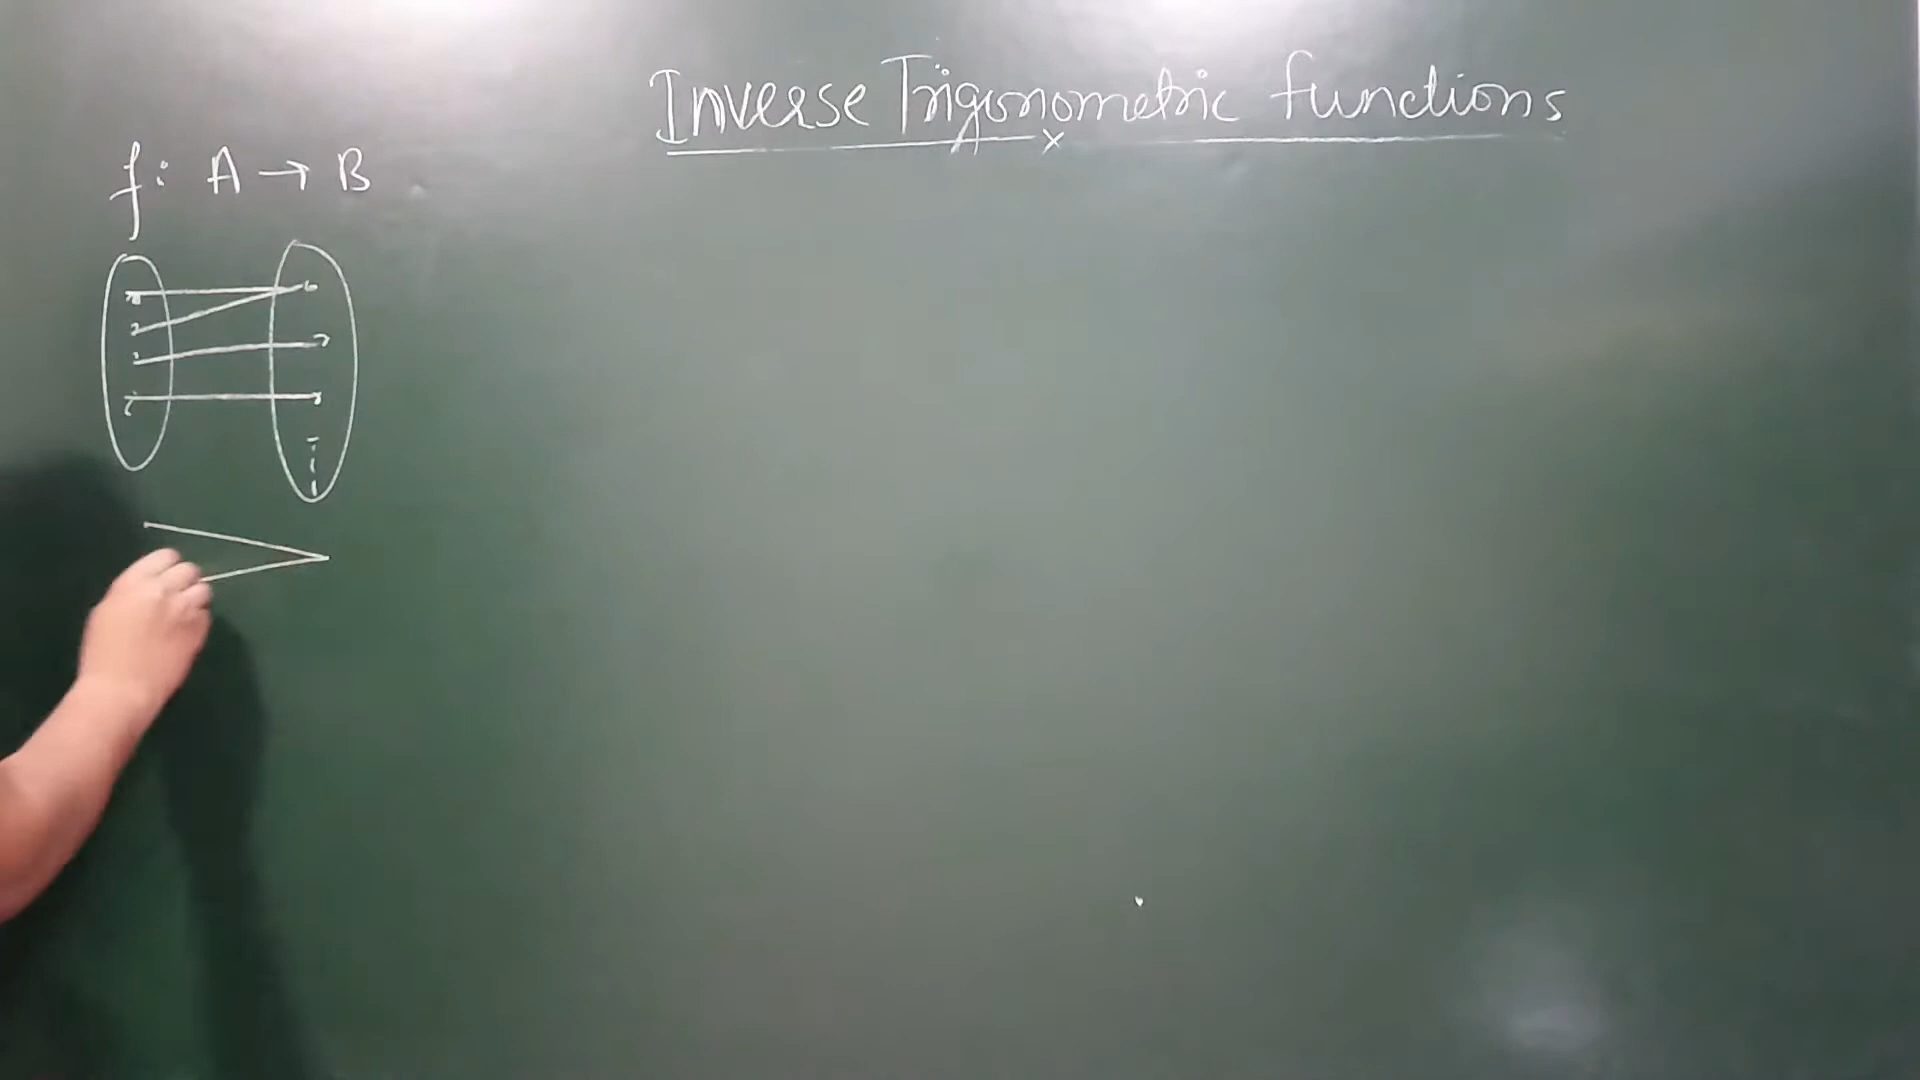 Inverse Trigonometric functions
f: A → B